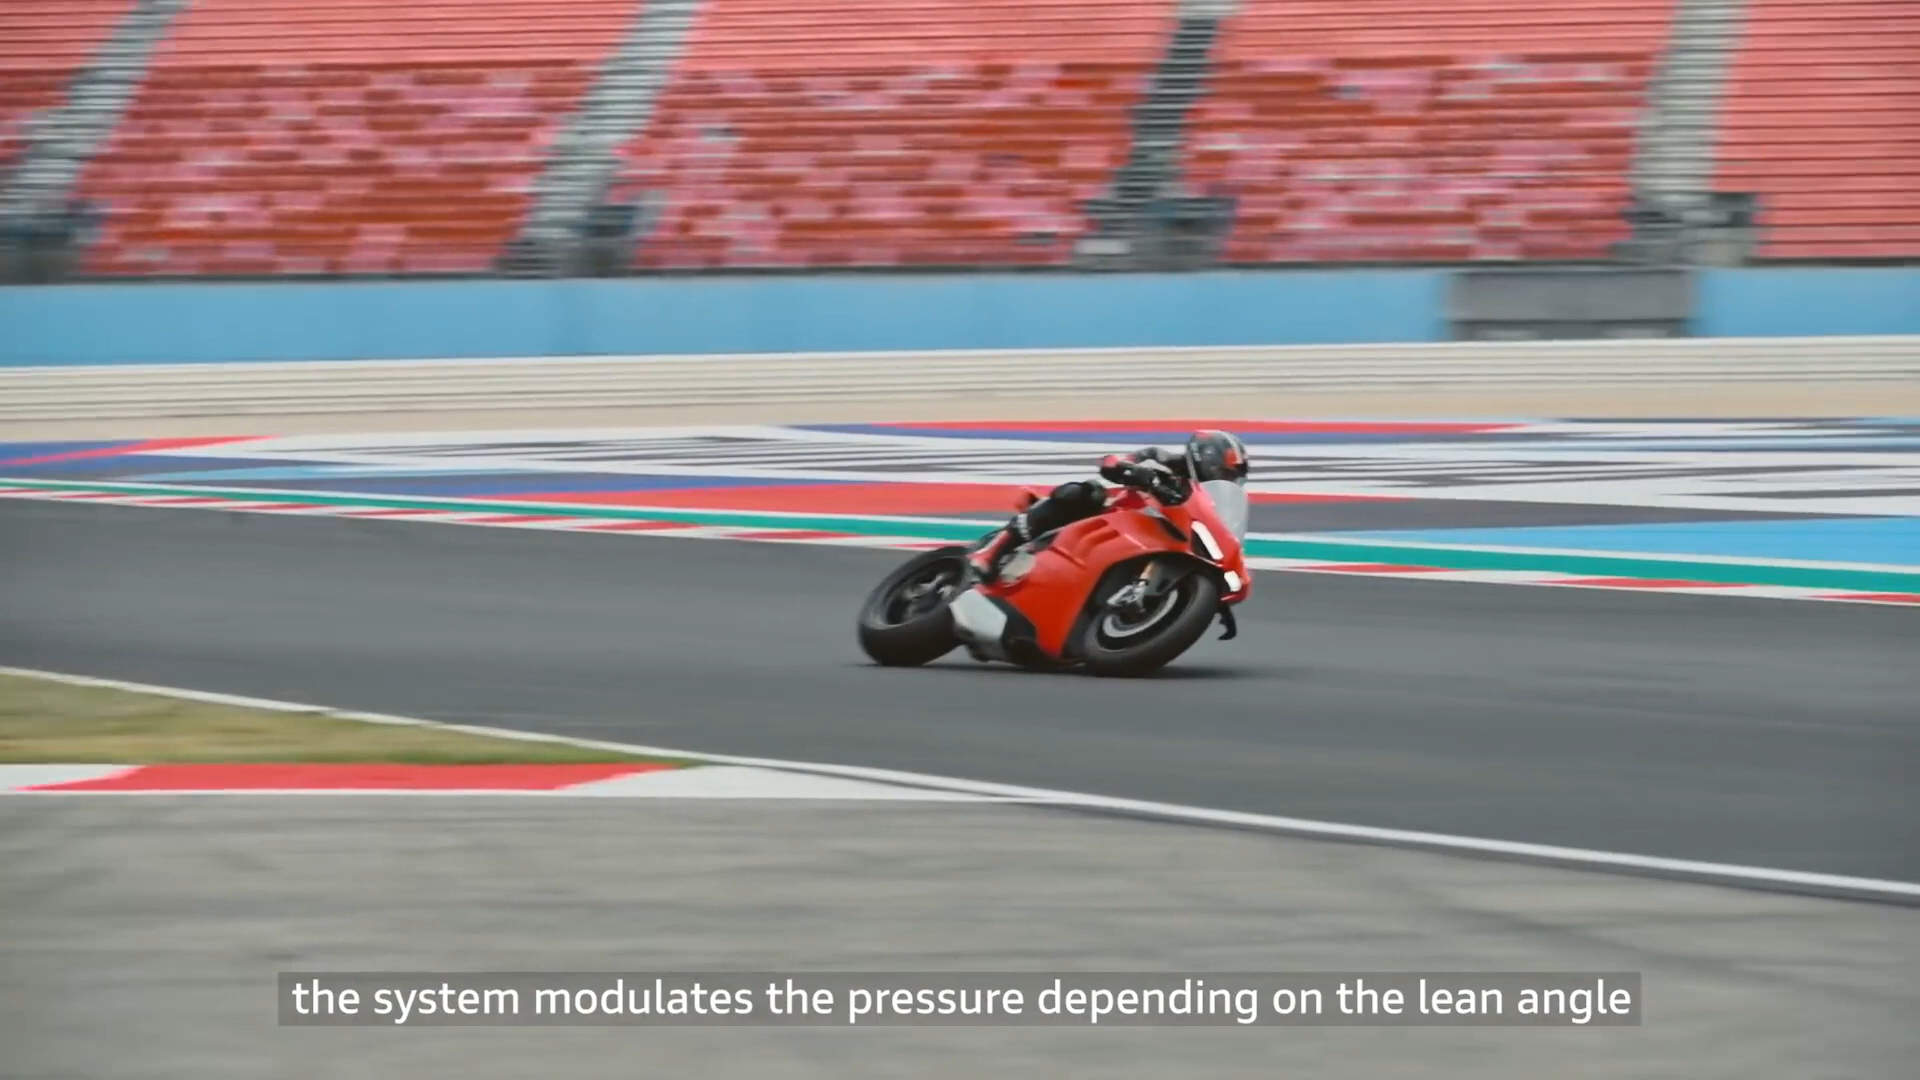 the system modulates the pressure depending on the lean angle